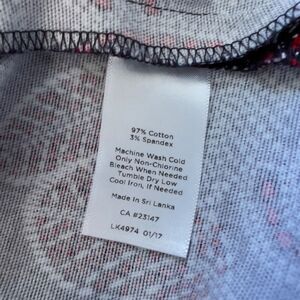 97% Cotton
3% Spandex
Machine Wash Cold
Only Non-Chlorine
Bleach When Needed
Tumble Dry Low
Cool Iron, If Needed
Made In Sri Lanka
CA #23147
LK4974 01/17